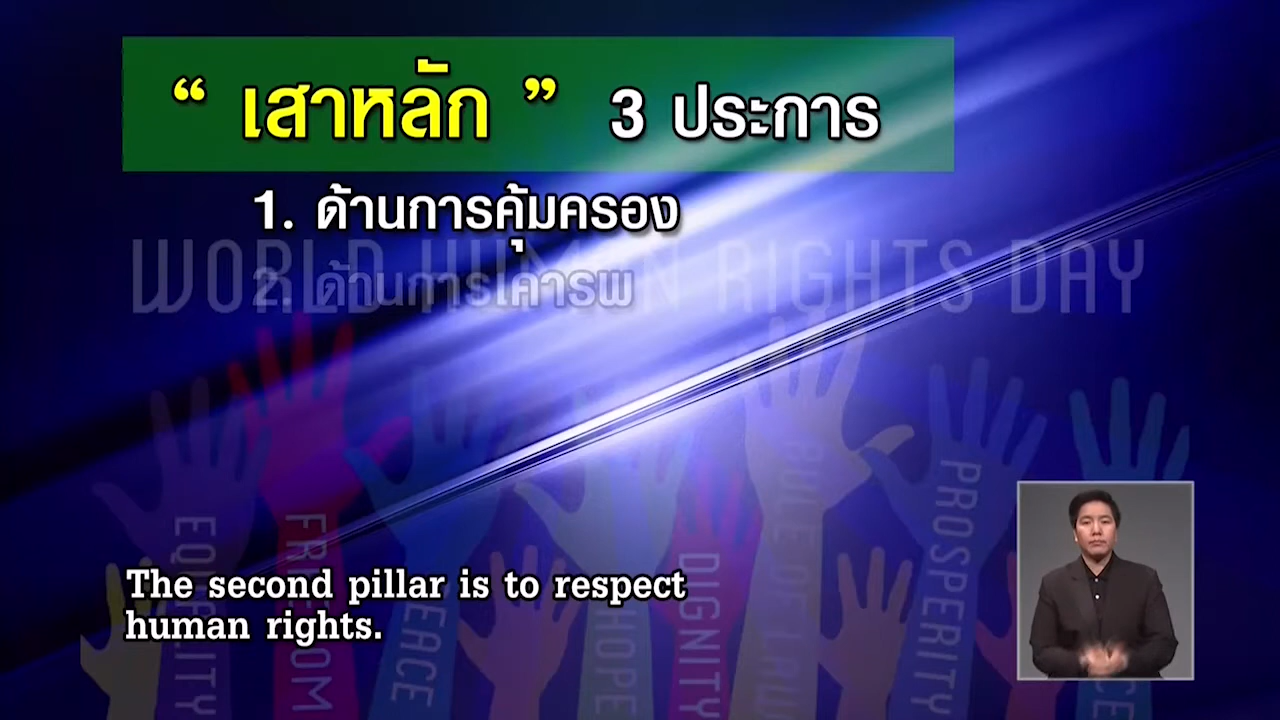 “ เสาหลัก ” 3 ประการ
1. ด้านการคุ้มครอง
2. ด้านการเคารพ
WORLD HUMAN RIGHTS DAY
EQUALITY
FREEDOM
PEACE
HOPE
DIGNITY
RULE OF LAW
PROSPERITY
The second pillar is to respect
human rights.